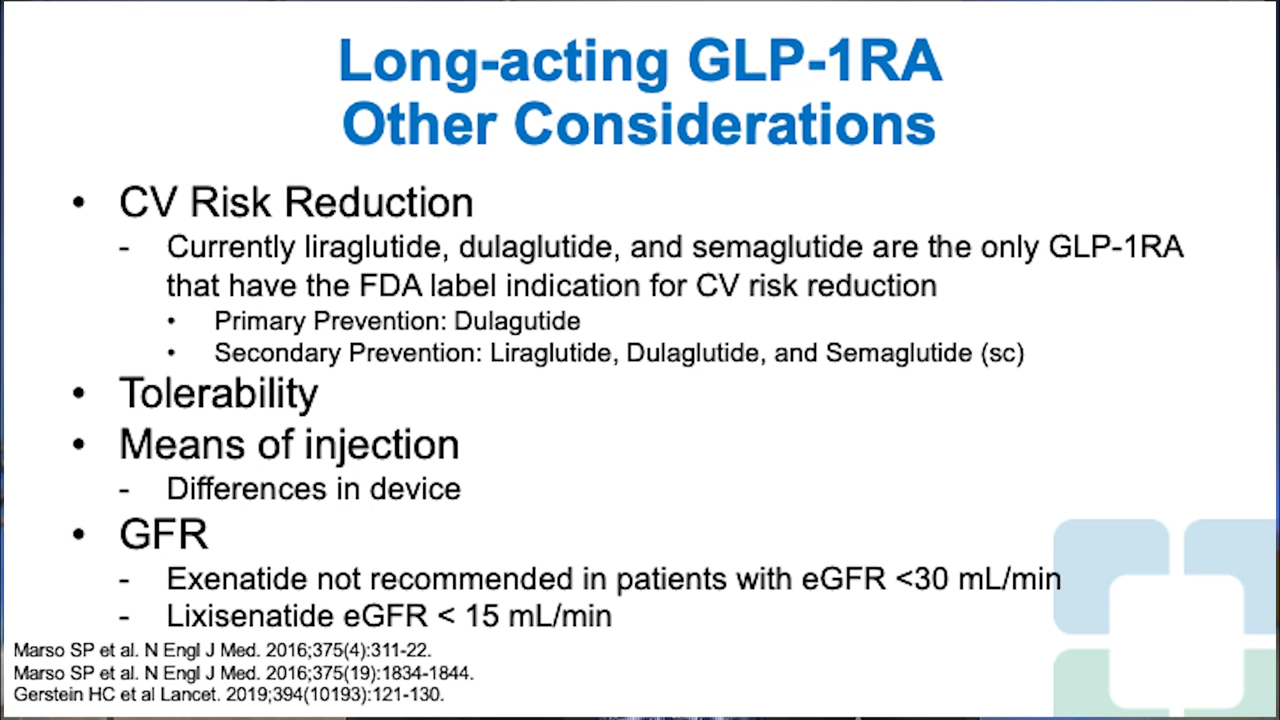 Long-acting GLP-1RA
Other Considerations
• CV Risk Reduction
- Currently liraglutide, dulaglutide, and semaglutide are the only GLP-1RA
that have the FDA label indication for CV risk reduction
• Primary Prevention: Dulagutide
• Secondary Prevention: Liraglutide, Dulaglutide, and Semaglutide (sc)
• Tolerability
• Means of injection
- Differences in device
• GFR
- Exenatide not recommended in patients with eGFR <30 mL/min
- Lixisenatide eGFR < 15 mL/min
Marso SP et al. N Engl J Med. 2016;375(4):311-22.
Marso SP et al. N Engl J Med. 2016;375(19):1834-1844.
Gerstein HC et al Lancet. 2019;394(10193):121-130.